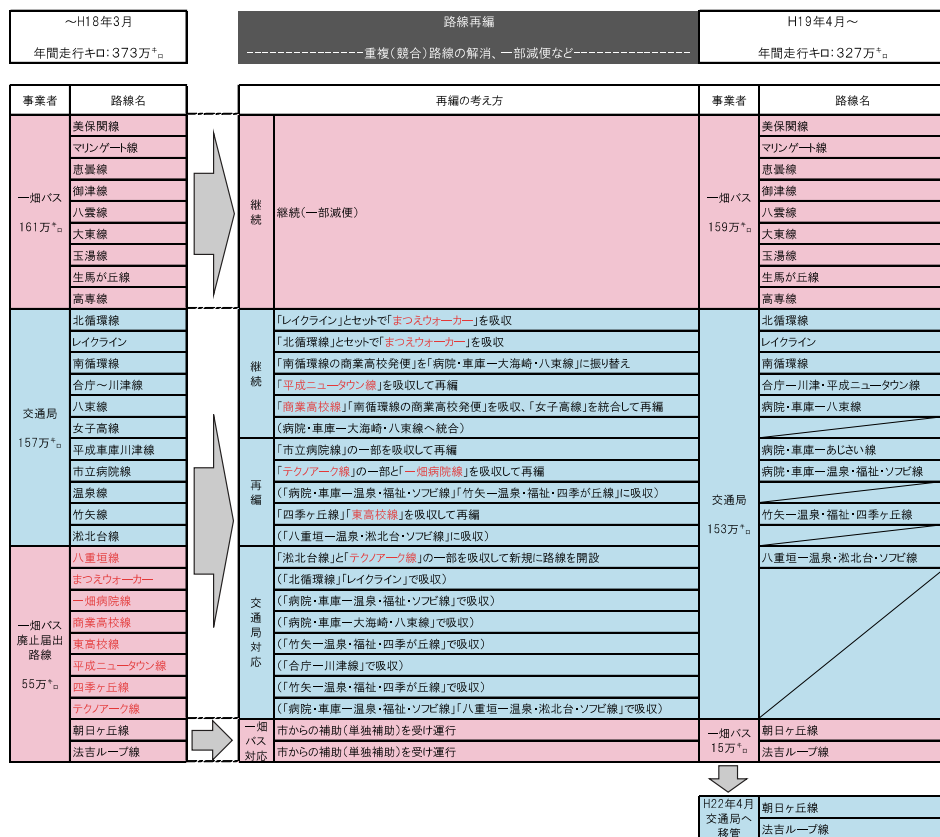 ～H18年3月
年間走行キロ：373万㌔
路線再編
重複（競合）路線の解消、一部減便など
H19年4月～
年間走行キロ：327万㌔
事業者 路線名 再編の考え方 事業者 路線名
一畑バス
161万㌔
美保関線
マリンゲート線
恵曇線
御津線
八雲線
大東線
玉湯線
生馬が丘線
高専線
継続
継続（一部減便）
一畑バス
159万㌔
美保関線
マリンゲート線
恵曇線
御津線
八雲線
大東線
玉湯線
生馬が丘線
高専線
交通局
157万㌔
北循環線
レイクライン
南循環線
合庁～川津線
八束線
女子高線
平成車庫川津線
市立病院線
温泉線
竹矢線
淞北台線
継続
「レイクライン」とセットで「まつえウォーカー」を吸収
「北循環線」とセットで「まつえウォーカー」を吸収
「南循環線の商業高校発便」を「病院・車庫ー大海崎・八束線」に振り替え
「平成ニュータウン線」を吸収して再編
「商業高校線」「南循環線の商業高校発便」を吸収、「女子高線」を統合して再編
（病院・車庫ー大海崎・八束線へ統合）
再編
「市立病院線」の一部を吸収して再編
「テクノアーク線」の一部と「一畑病院線」を吸収して再編
（「病院・車庫ー温泉・福祉・ソフビ線」「竹矢ー温泉・福祉・四季が丘線」に吸収）
「四季ヶ丘線」「東高校線」を吸収して再編
（「八重垣ー温泉・淞北台・ソフビ線」に吸収）
交通局
153万㌔
北循環線
レイクライン
南循環線
合庁ー川津・平成ニュータウン線
病院・車庫ー八束線
病院・車庫ーあじさい線
病院・車庫ー温泉・福祉・ソフビ線
竹矢ー温泉・福祉・四季ヶ丘線
八重垣ー温泉・淞北台・ソフビ線
一畑バス
廃止届出
路線
55万㌔
八重垣線
まつえウォーカー
一畑病院線
商業高校線
東高校線
平成ニュータウン線
四季ヶ丘線
テクノアーク線
交通局対応
「淞北台線」と「テクノアーク線」の一部を吸収して新規に路線を開設
（「北循環線」「レイクライン」で吸収）
（「病院・車庫ー温泉・福祉・ソフビ線」で吸収）
（「病院・車庫ー大海崎・八束線」で吸収）
（「竹矢ー温泉・福祉・四季が丘線」で吸収）
（「合庁ー川津線」で吸収）
（「竹矢ー温泉・福祉・四季が丘線」で吸収）
（「病院・車庫ー温泉・福祉・ソフビ線」「八重垣ー温泉・淞北台・ソフビ線」で吸収）
朝日ヶ丘線
法吉ループ線
一畑
バス
対応
市からの補助（単独補助）を受け運行
市からの補助（単独補助）を受け運行
一畑バス
15万㌔
朝日ヶ丘線
法吉ループ線
H22年4月
交通局へ
移管
朝日ヶ丘線
法吉ループ線